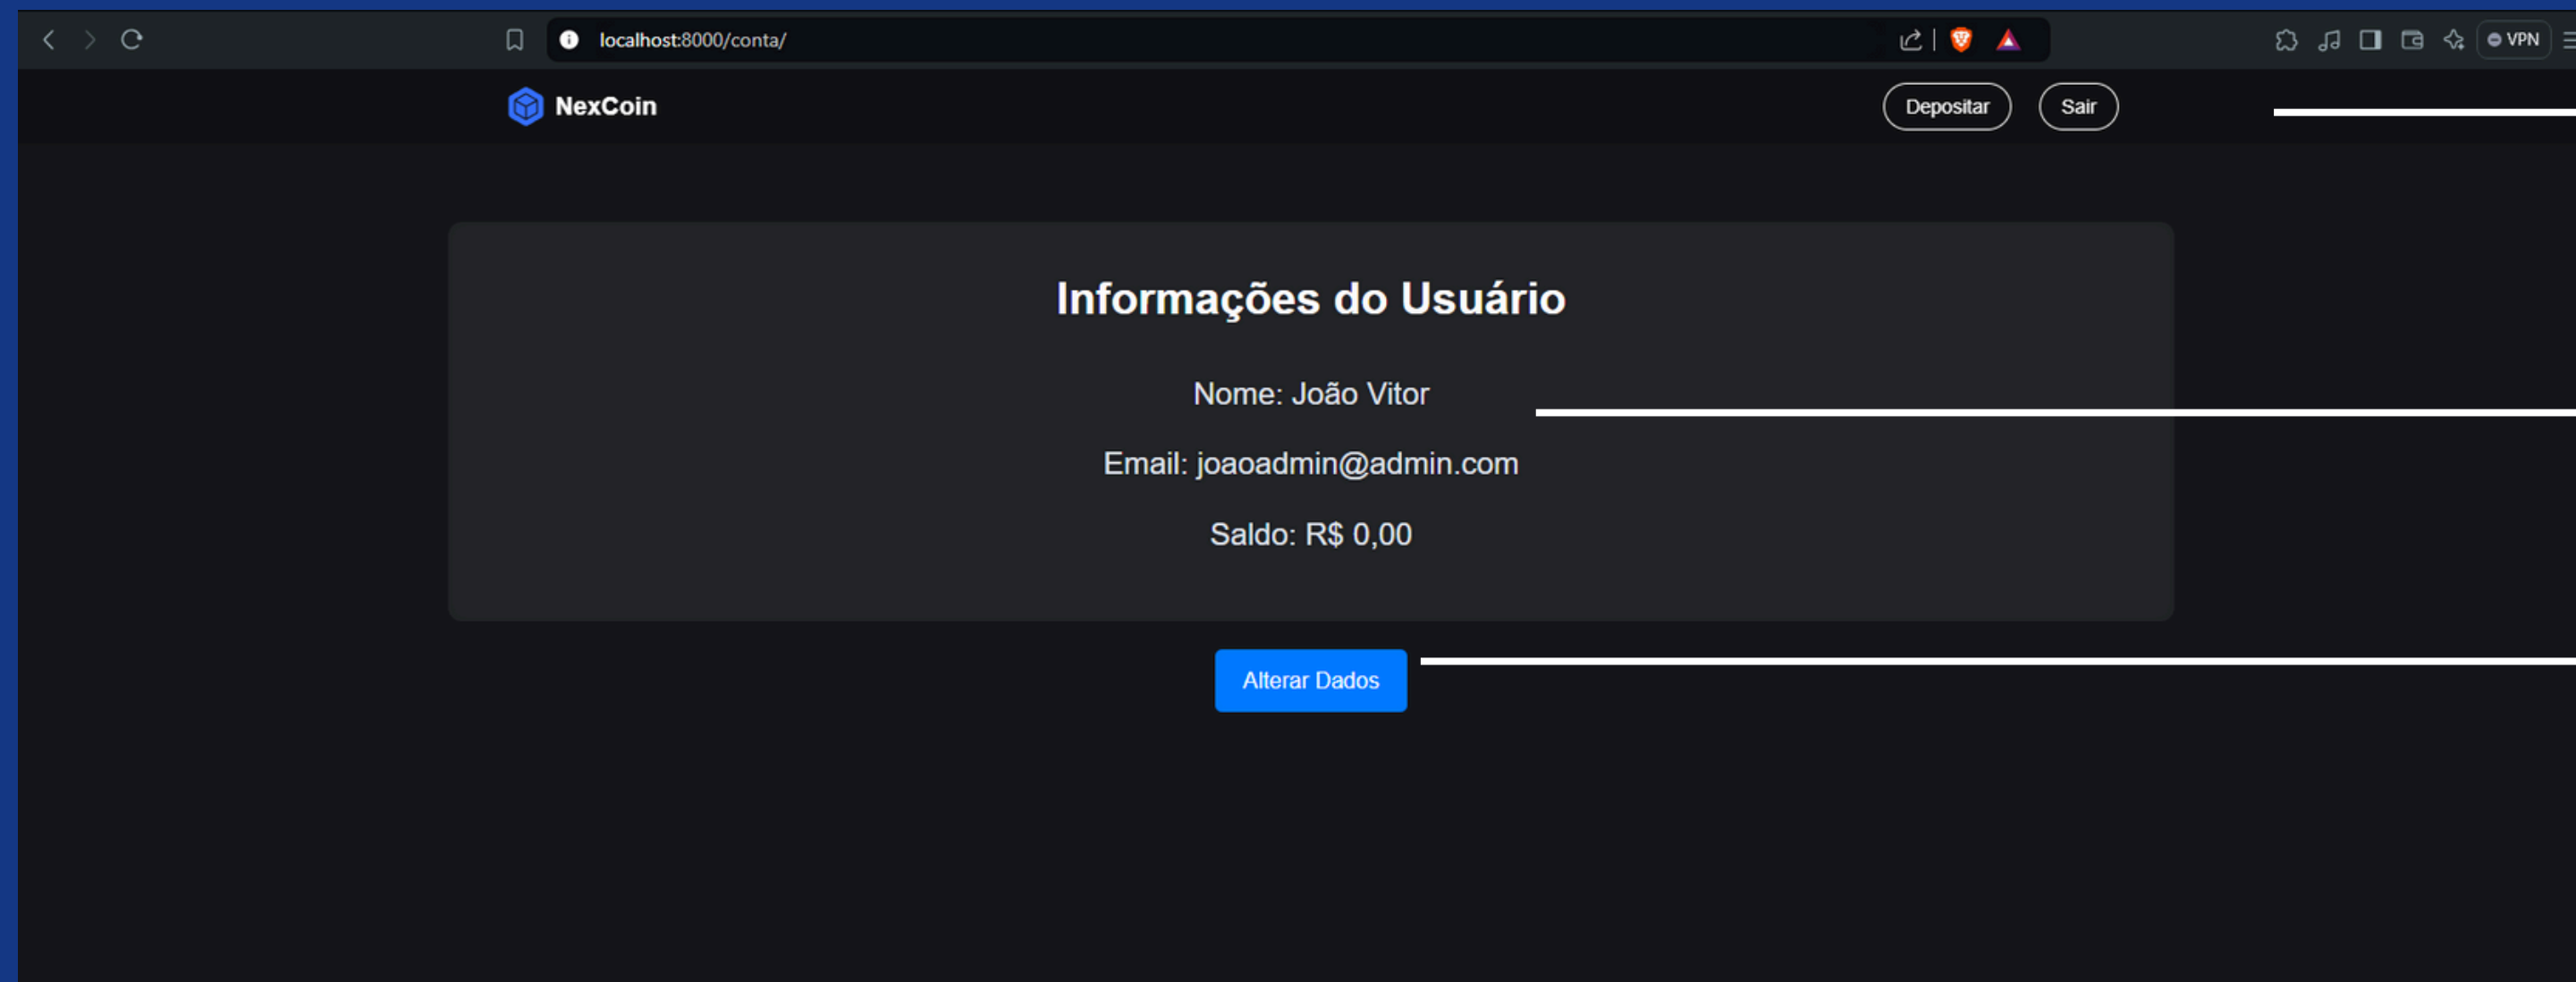 localhost:8000/conta/
VPN
NexCoin
Depositar
Sair
Informações do Usuário
Nome: João Vitor
Email: joaoadmin@admin.com
Saldo: R$ 0,00
Alterar Dados